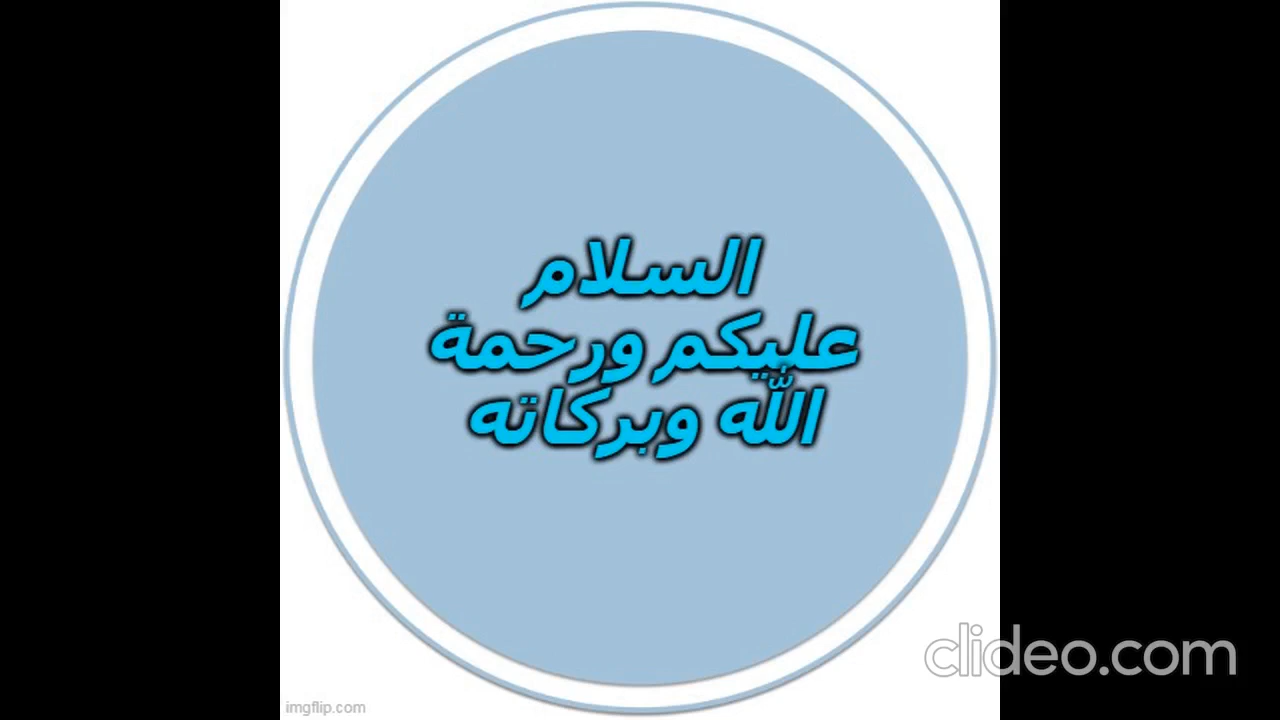 السلام
عليكم ورحمة
الله وبركاته
clideo.com
imgflip.com